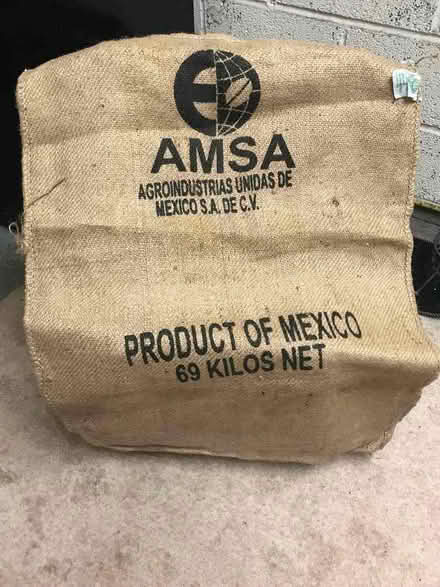 AMSA
AGROINDUSTRIAS UNIDAS DE
MEXICO S.A. DE C.V.
PRODUCT OF MEXICO
69 KILOS NET